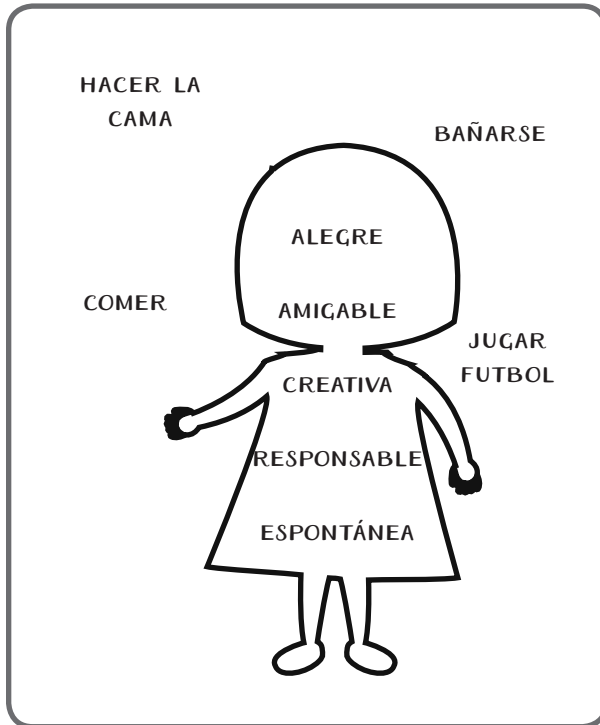 HACER LA
CAMA
BAÑARSE
ALEGRE
COMER
AMIGABLE
JUGAR
FUTBOL
CREATIVA
RESPONSABLE
ESPONTÁNEA